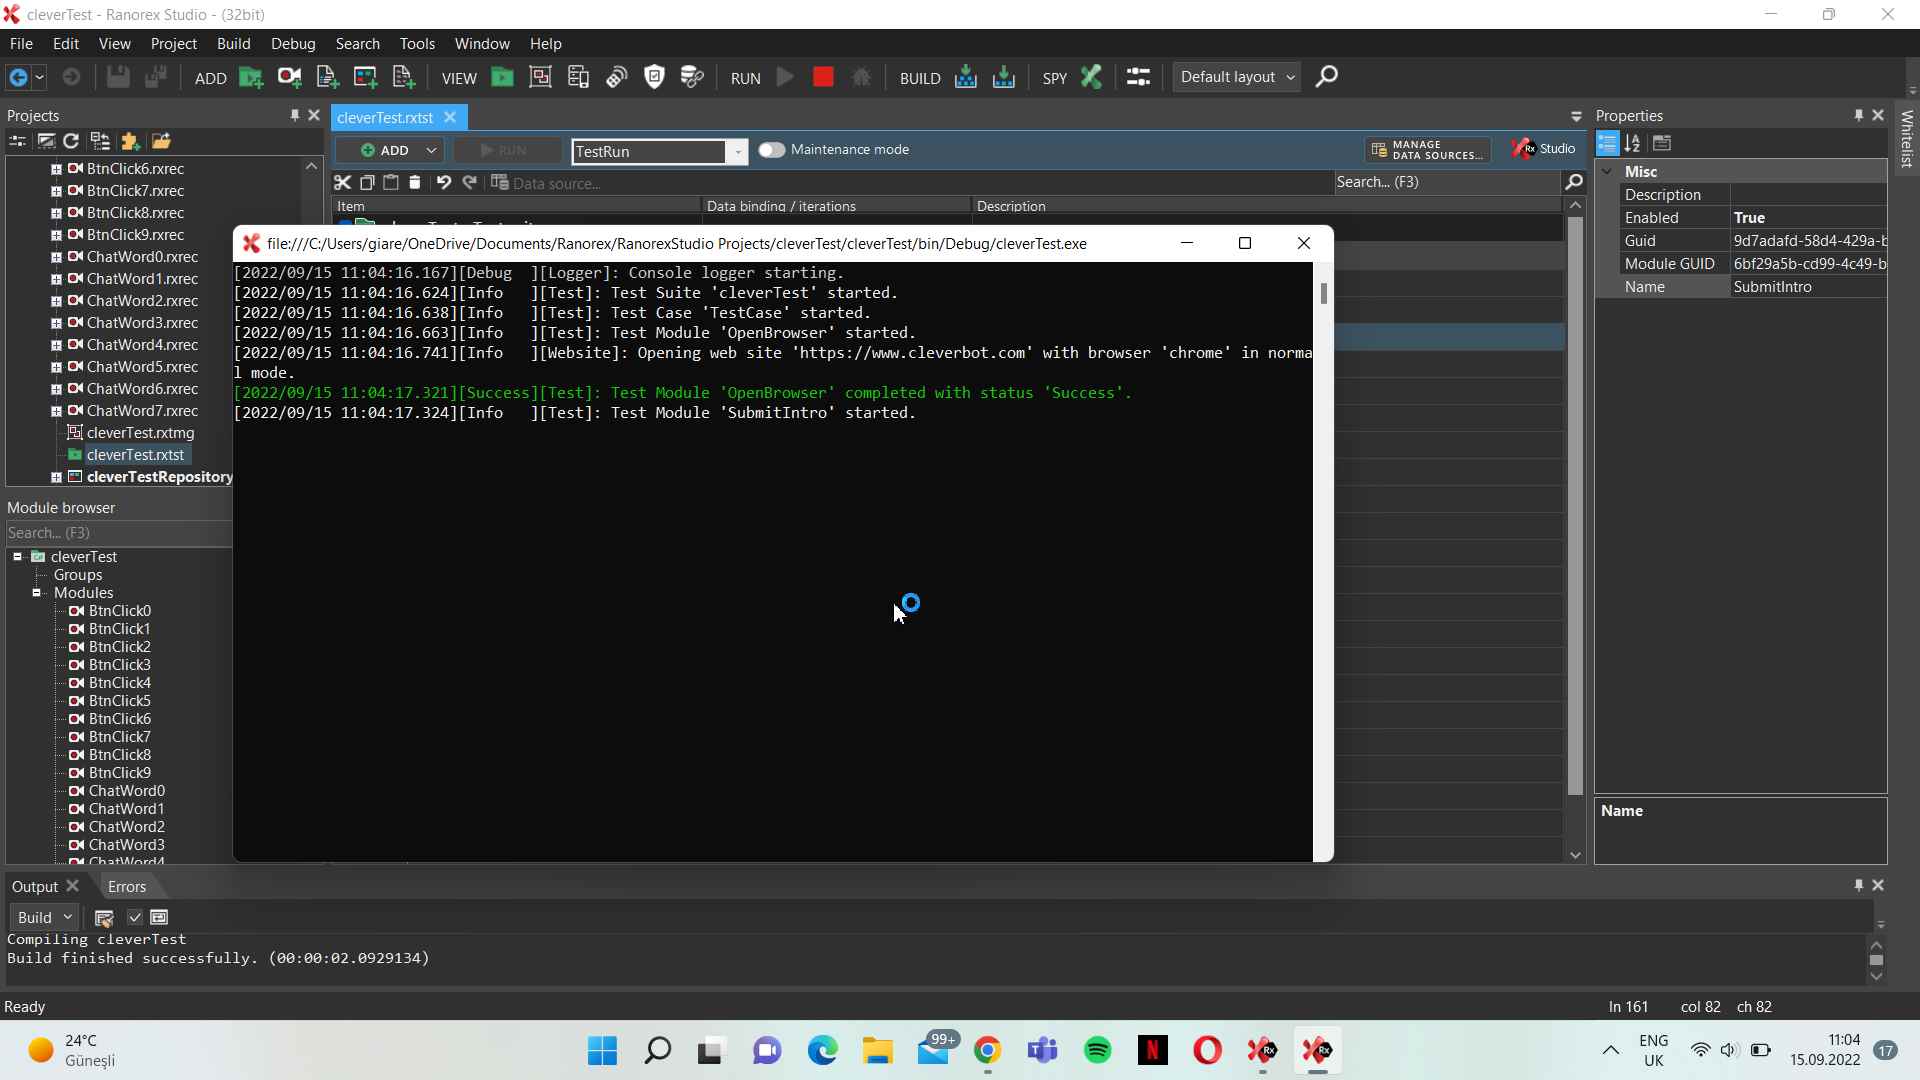 cleverTest - Ranorex Studio - (32bit)
File Edit View Project Build Debug Search Tools Window Help
ADD VIEW RUN BUILD SPY Default layout
Projects
BtnClick6.rxrec
BtnClick7.rxrec
BtnClick8.rxrec
BtnClick9.rxrec
ChatWord0.rxrec
ChatWord1.rxrec
ChatWord2.rxrec
ChatWord3.rxrec
ChatWord4.rxrec
ChatWord5.rxrec
ChatWord6.rxrec
ChatWord7.rxrec
cleverTest.rxtmg
cleverTest.rxtst
cleverTestRepository
Module browser
Search... (F3)
cleverTest
Groups
Modules
BtnClick0
BtnClick1
BtnClick2
BtnClick3
BtnClick4
BtnClick5
BtnClick6
BtnClick7
BtnClick8
BtnClick9
ChatWord0
ChatWord1
ChatWord2
ChatWord3
ChatWord4
cleverTest.rxtst
ADD RUN TestRun Maintenance mode MANAGE DATA SOURCES... Rx Studio
Data source... Search... (F3)
Item Data binding / iterations Description
file:///C:/Users/giare/OneDrive/Documents/Ranorex/RanorexStudio Projects/cleverTest/cleverTest/bin/Debug/cleverTest.exe
[2022/09/15 11:04:16.167][Debug  ][Logger]: Console logger starting.
[2022/09/15 11:04:16.624][Info   ][Test]: Test Suite 'cleverTest' started.
[2022/09/15 11:04:16.638][Info   ][Test]: Test Case 'TestCase' started.
[2022/09/15 11:04:16.663][Info   ][Test]: Test Module 'OpenBrowser' started.
[2022/09/15 11:04:16.741][Info   ][Website]: Opening web site 'https://www.cleverbot.com' with browser 'chrome' in norma
l mode.
[2022/09/15 11:04:17.321][Success][Test]: Test Module 'OpenBrowser' completed with status 'Success'.
[2022/09/15 11:04:17.324][Info   ][Test]: Test Module 'SubmitIntro' started.
Properties
Misc
Description
Enabled True
Guid 9d7adafd-58d4-429a-b
Module GUID 6bf29a5b-cd99-4c49-b
Name SubmitIntro
Name
Whitelist
Output Errors
Build
Compiling cleverTest
Build finished successfully. (00:00:02.0929134)
Ready ln 161 col 82 ch 82
24°C
Güneşli
99+
N
Rx
Rx
ENG
UK
11:04
15.09.2022
17